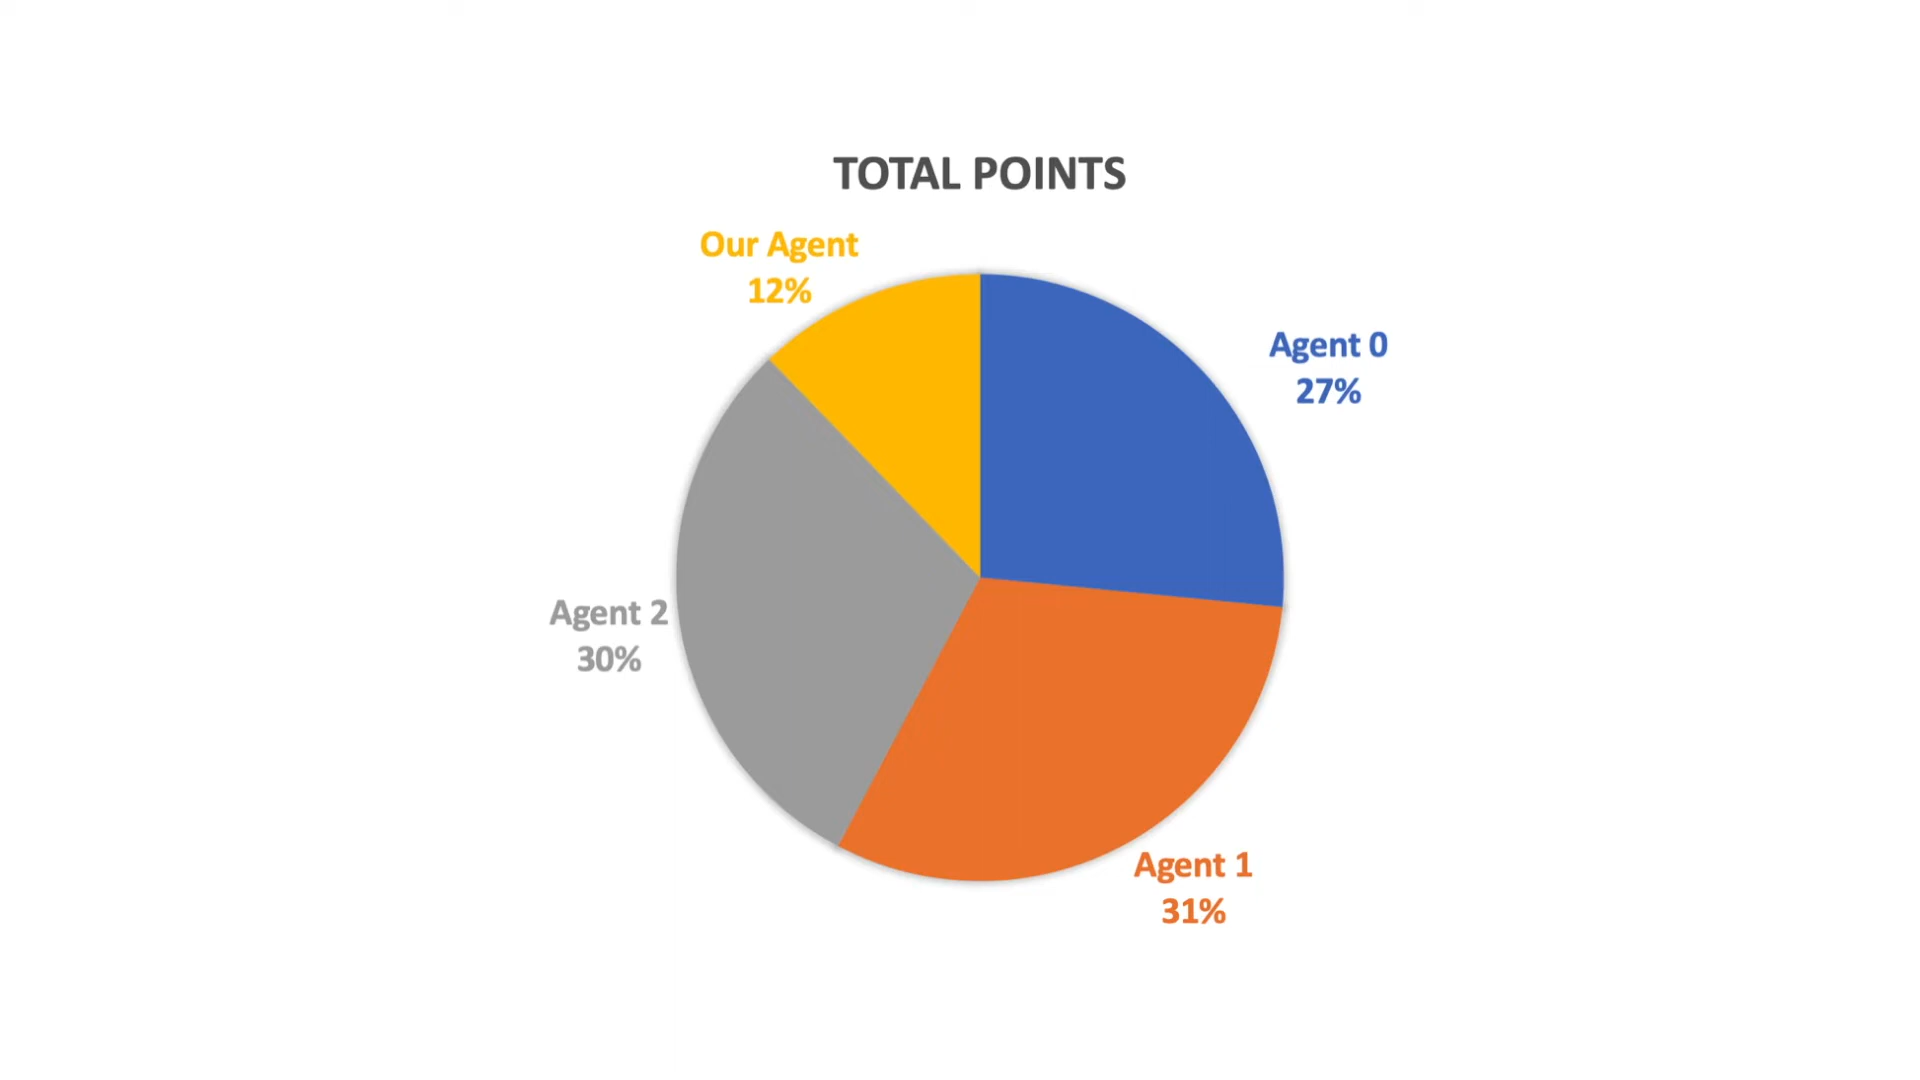 TOTAL POINTS
Our Agent
12%
Agent 0
27%
Agent 2
30%
Agent 1
31%